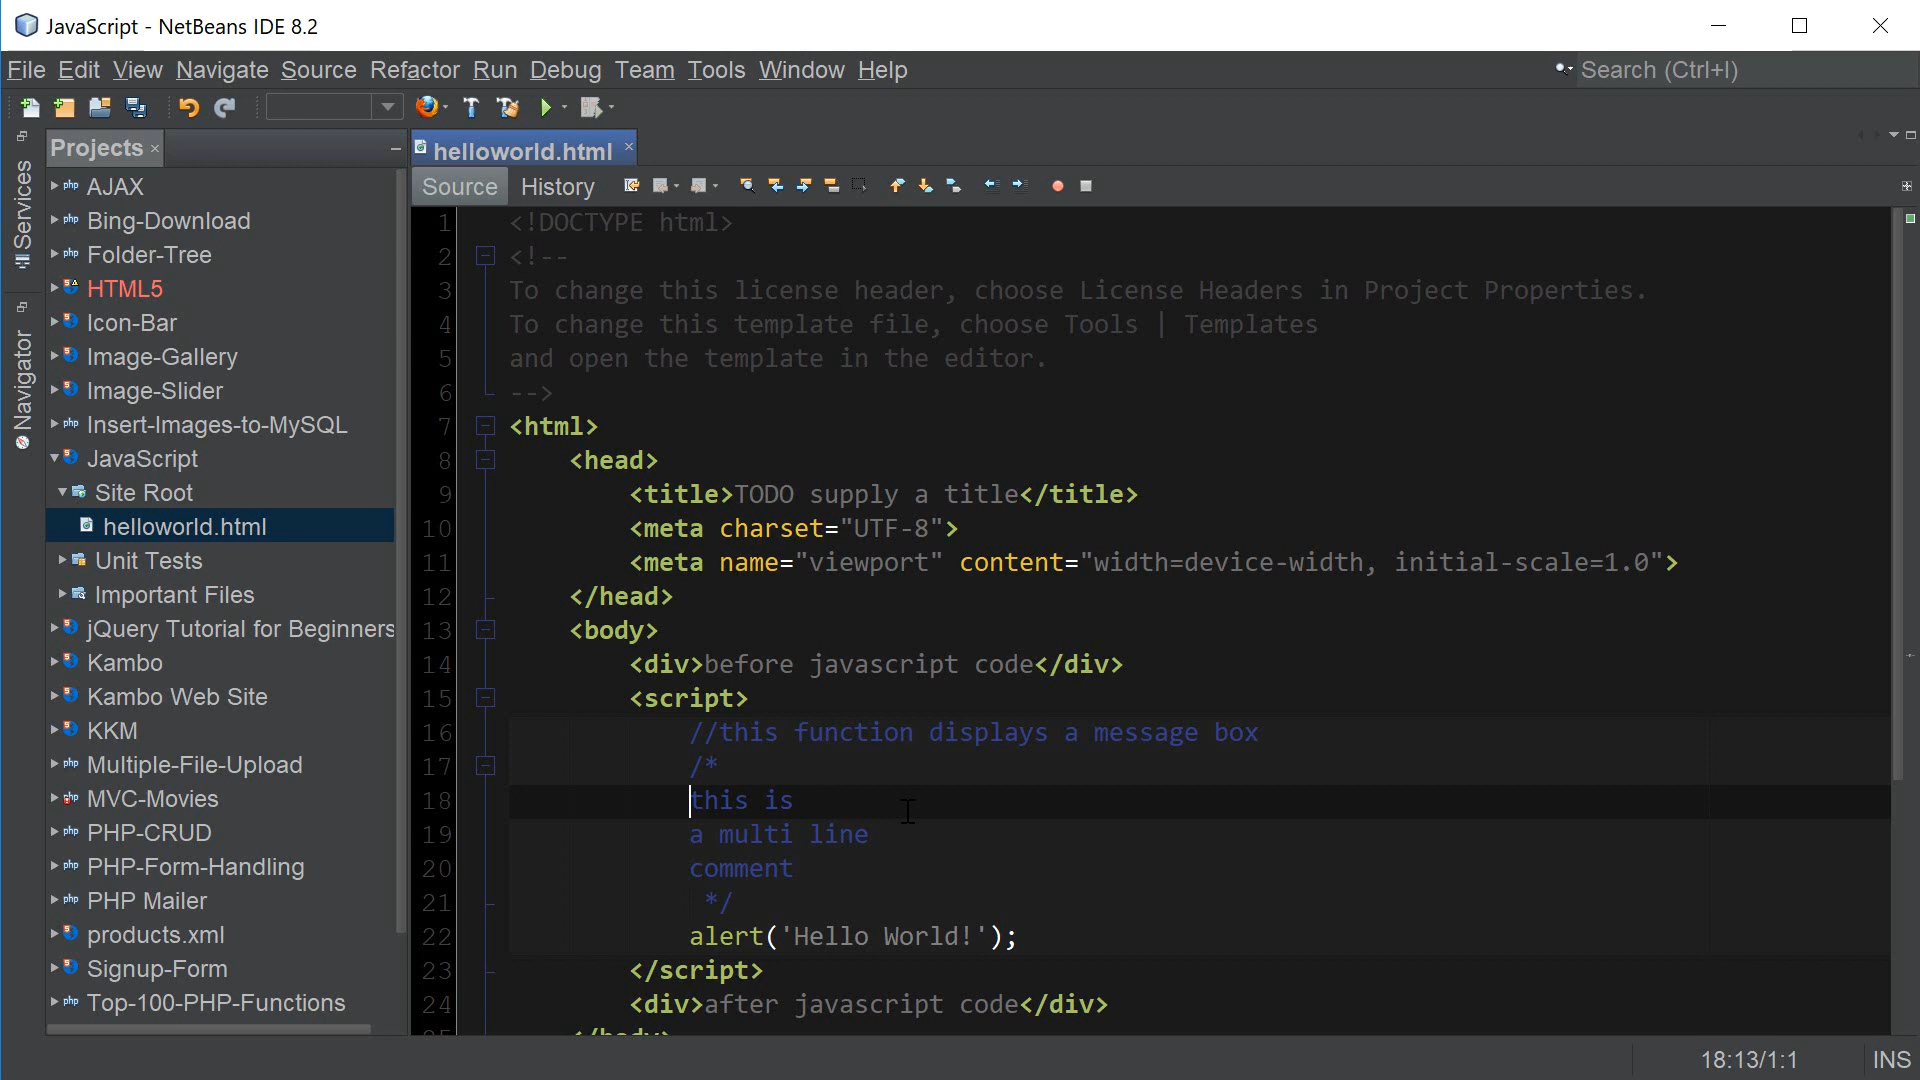 JavaScript - NetBeans IDE 8.2
File Edit View Navigate Source Refactor Run Debug Team Tools Window Help
Search (Ctrl+I)
Services
Navigator
Projects
AJAX
Bing-Download
Folder-Tree
HTML5
Icon-Bar
Image-Gallery
Image-Slider
Insert-Images-to-MySQL
JavaScript
Site Root
helloworld.html
Unit Tests
Important Files
jQuery Tutorial for Beginners
Kambo
Kambo Web Site
KKM
Multiple-File-Upload
MVC-Movies
PHP-CRUD
PHP-Form-Handling
PHP Mailer
products.xml
Signup-Form
Top-100-PHP-Functions
helloworld.html
Source History
1 <!DOCTYPE html>
2 <!--
3 To change this license header, choose License Headers in Project Properties.
4 To change this template file, choose Tools | Templates
5 and open the template in the editor.
6 -->
7 <html>
8 <head>
9 <title>TODO supply a title</title>
10 <meta charset="UTF-8">
11 <meta name="viewport" content="width=device-width, initial-scale=1.0">
12 </head>
13 <body>
14 <div>before javascript code</div>
15 <script>
16 //this function displays a message box
17 /*
18 this is
19 a multi line
20 comment
21 */
22 alert('Hello World!');
23 </script>
24 <div>after javascript code</div>
25 </body>
18:13/1:1 INS